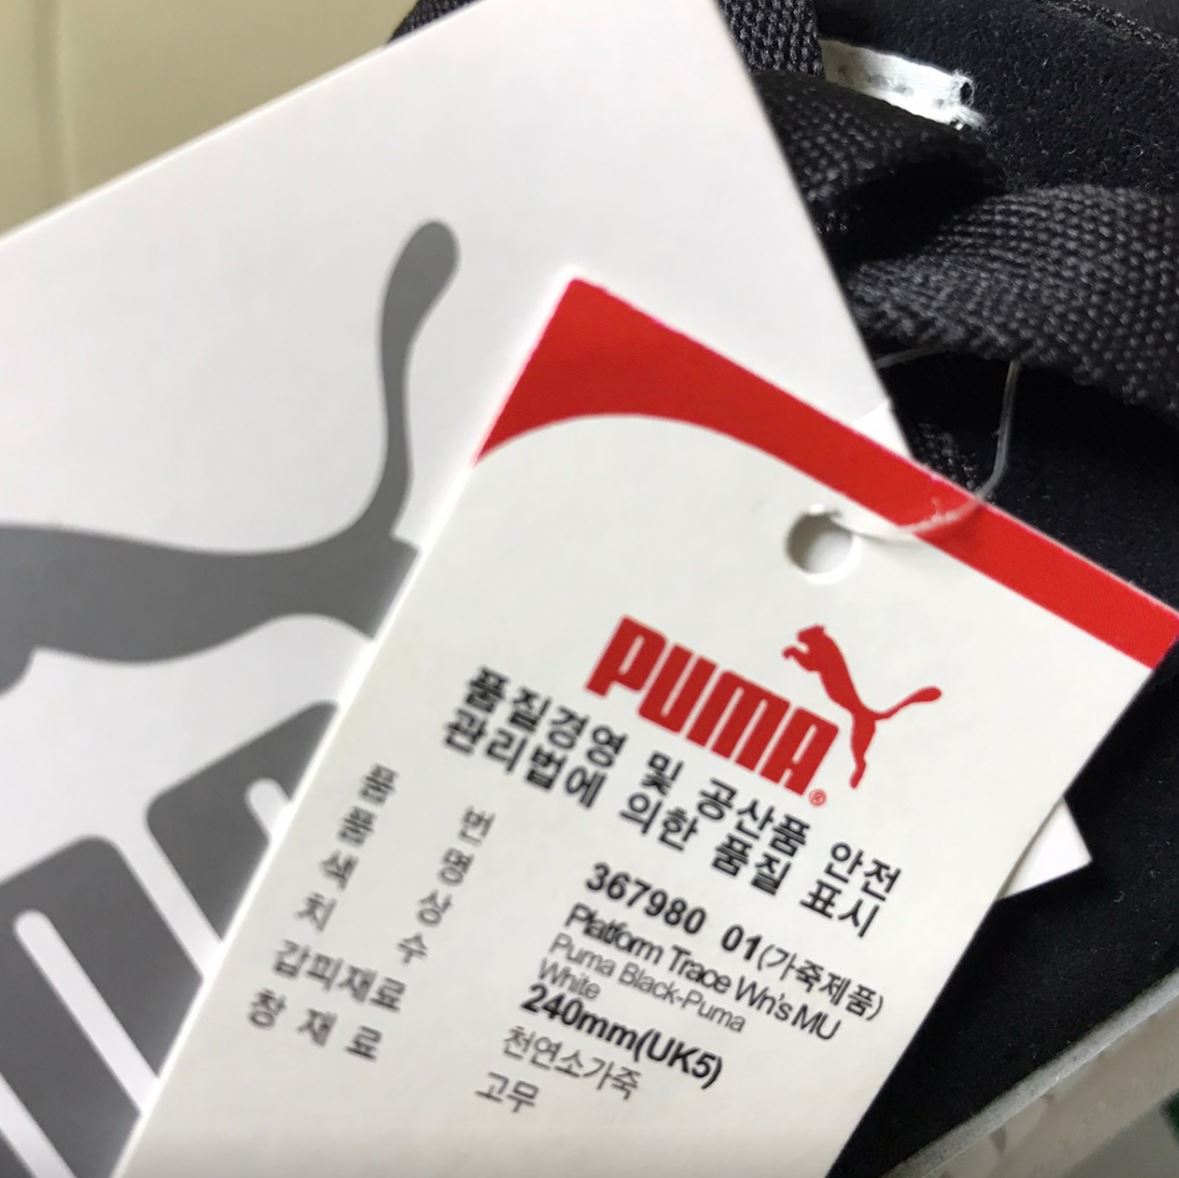 PUMA®
품질경영 및 공산품 안전
관리법에 의한 품질 표시
품 번 367980 01(가죽제품)
품 명 Platform Trace Wn's MU
색 상 Puma Black-Puma
White
치 수 240mm(UK5)
갑피재료 천연소가죽
창 재 료 고무